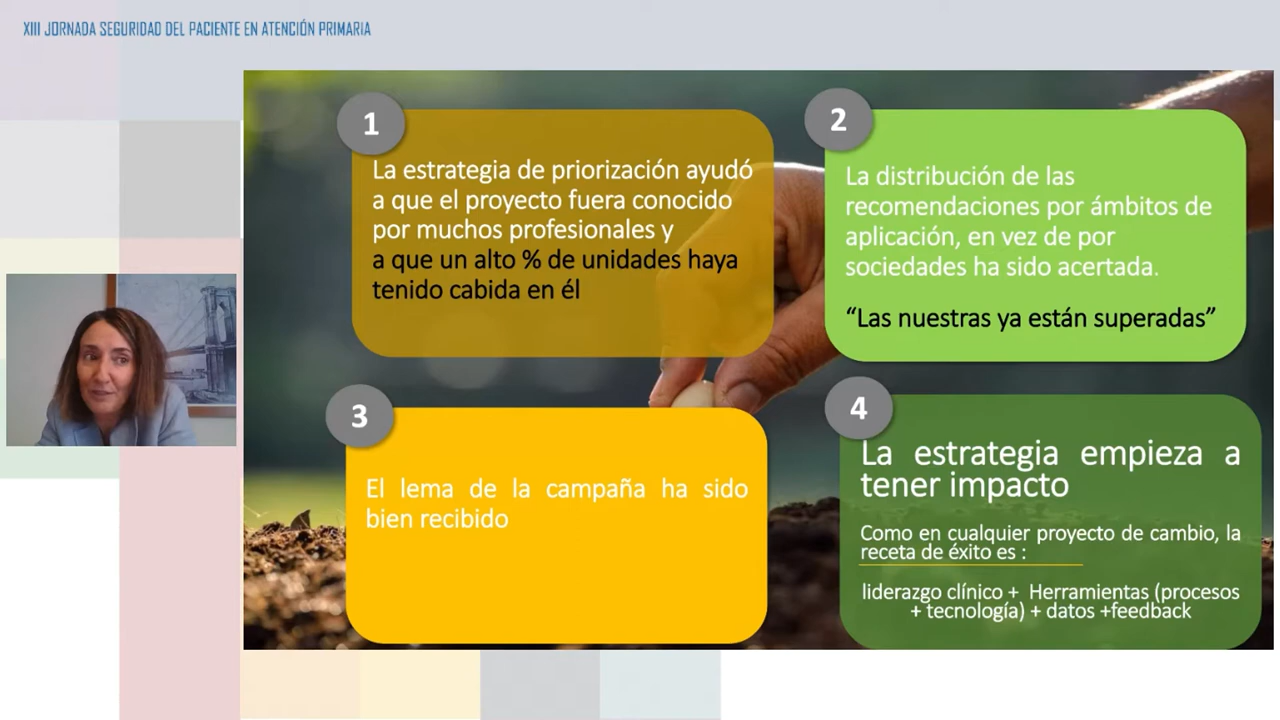 XIII JORNADA SEGURIDAD DEL PACIENTE EN ATENCIÓN PRIMARIA
1
La estrategia de priorización ayudó
a que el proyecto fuera conocido
por muchos profesionales y
a que un alto % de unidades haya
tenido cabida en él
2
La distribución de las
recomendaciones por ámbitos de
aplicación, en vez de por
sociedades ha sido acertada.
“Las nuestras ya están superadas”
3
El lema de la campaña ha sido
bien recibido
4
La estrategia empieza a
tener impacto
Como en cualquier proyecto de cambio, la
receta de éxito es :
liderazgo clínico + Herramientas (procesos
+ tecnología) + datos +feedback